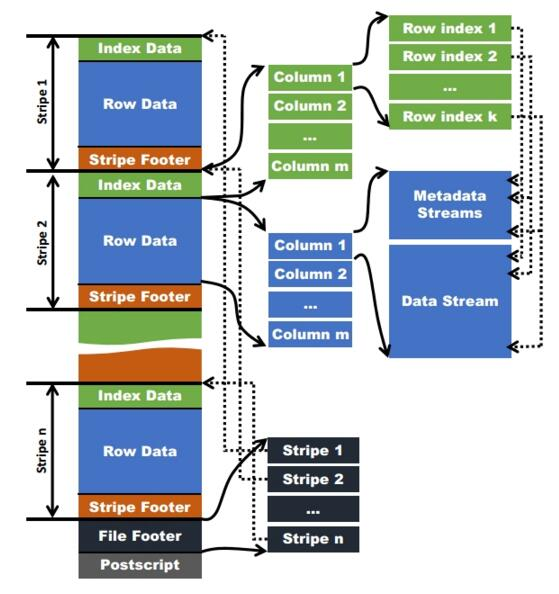 Stripe 1
Index Data
Row Data
Stripe Footer
Stripe 2
Index Data
Row Data
Stripe Footer
Stripe n
Index Data
Row Data
Stripe Footer
File Footer
Postscript
Column 1
Column 2
...
Column m
Row index 1
Row index 2
...
Row index k
Column 1
Column 2
...
Column m
Metadata
Streams
Data Stream
Stripe 1
Stripe 2
...
Stripe n